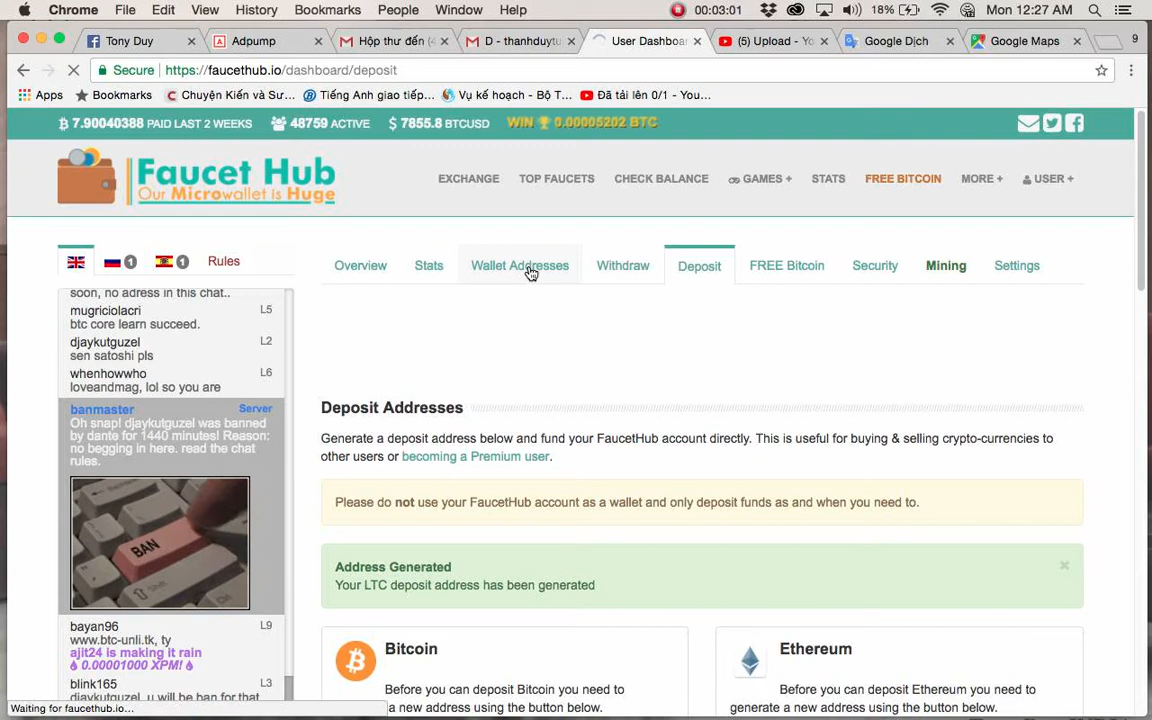 Chrome File Edit View History Bookmarks People Window Help 00:03:01 18% Mon 12:27 AM
Tony Duy Adpump Hộp thư đến (4 D - thanhduytu User Dashboa (5) Upload - Yo Google Dịch Google Maps 9
Secure https://faucethub.io/dashboard/deposit
Apps Bookmarks Chuyện Kiến và Sư... Tiếng Anh giao tiếp... Vụ kế hoạch - Bộ T... Đã tải lên 0/1 - You...
7.90040388 PAID LAST 2 WEEKS 48759 ACTIVE $ 7855.8 BTCUSD WIN 0.00005202 BTC
Faucet Hub
Our Microwallet is Huge
EXCHANGE TOP FAUCETS CHECK BALANCE GAMES + STATS FREE BITCOIN MORE + USER +
1 1 Rules
Overview Stats Wallet Addresses Withdraw Deposit FREE Bitcoin Security Mining Settings
soon, no adress in this chat..
mugriciolacri L5
btc core learn succeed.
djaykutguzel L2
sen satoshi pls
whenhowwho L6
loveandmag, lol so you are
banmaster Server
Oh snap! djaykutguzel was banned
by dante for 1440 minutes! Reason:
no begging in here. read the chat
rules.
BAN
Shift
bayan96 L9
www.btc-unli.tk, ty
ajit24 is making it rain
0.00001000 XPM!
blink165 L3
djaykutguzel, u will be ban for that
Deposit Addresses
Generate a deposit address below and fund your FaucetHub account directly. This is useful for buying & selling crypto-currencies to
other users or becoming a Premium user.
Please do not use your FaucetHub account as a wallet and only deposit funds as and when you need to.
Address Generated ×
Your LTC deposit address has been generated
Bitcoin
Before you can deposit Bitcoin you need to
a new address using the button below.
Ethereum
Before you can deposit Ethereum you need to
generate a new address using the button below.
Waiting for faucethub.io...